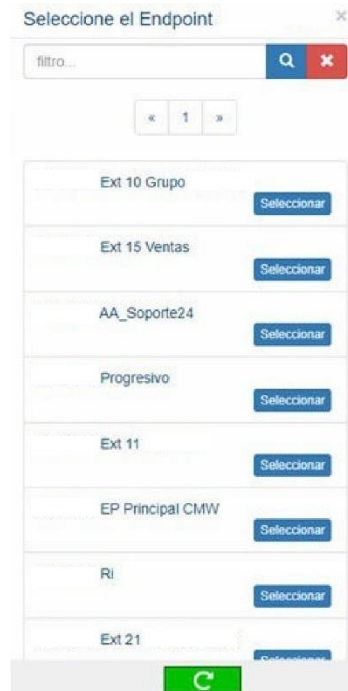 Seleccione el Endpoint ×
filtro...
« 1 »
Ext 10 Grupo
Seleccionar
Ext 15 Ventas
Seleccionar
AA_Soporte24
Seleccionar
Progresivo
Seleccionar
Ext 11
Seleccionar
EP Principal CMW
Seleccionar
Ri
Seleccionar
Ext 21
Seleccionar